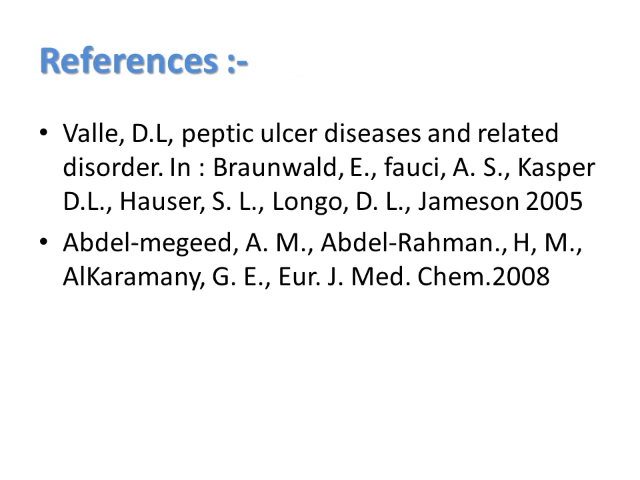 References :-
• Valle, D.L, peptic ulcer diseases and related
disorder. In : Braunwald, E., fauci, A. S., Kasper
D.L., Hauser, S. L., Longo, D. L., Jameson 2005
• Abdel-megeed, A. M., Abdel-Rahman., H, M.,
AlKaramany, G. E., Eur. J. Med. Chem.2008